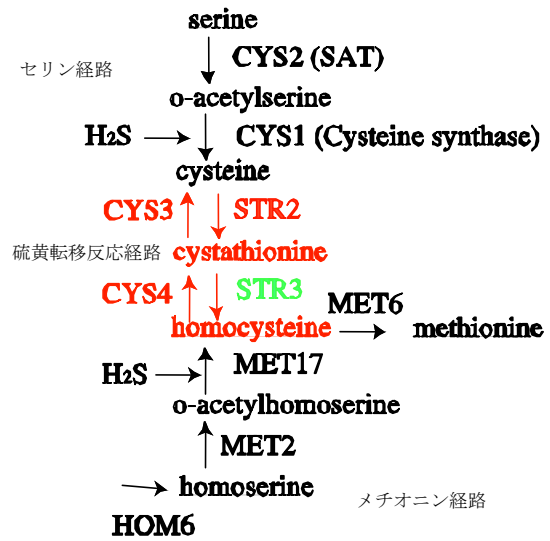 serine
CYS2 (SAT)
セリン経路
o-acetylserine
H2S
CYS1 (Cysteine synthase)
cysteine
CYS3
STR2
硫黄転移反応経路
cystathionine
CYS4
STR3
MET6
homocysteine
methionine
H2S
MET17
o-acetylhomoserine
MET2
homoserine
メチオニン経路
HOM6